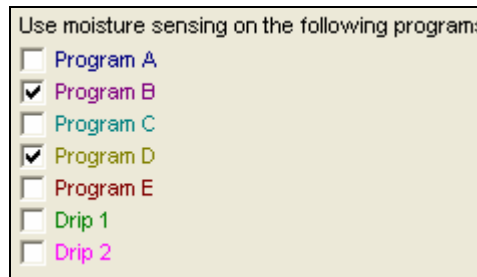 Use moisture sensing on the following programs
Program A
Program B
Program C
Program D
Program E
Drip 1
Drip 2